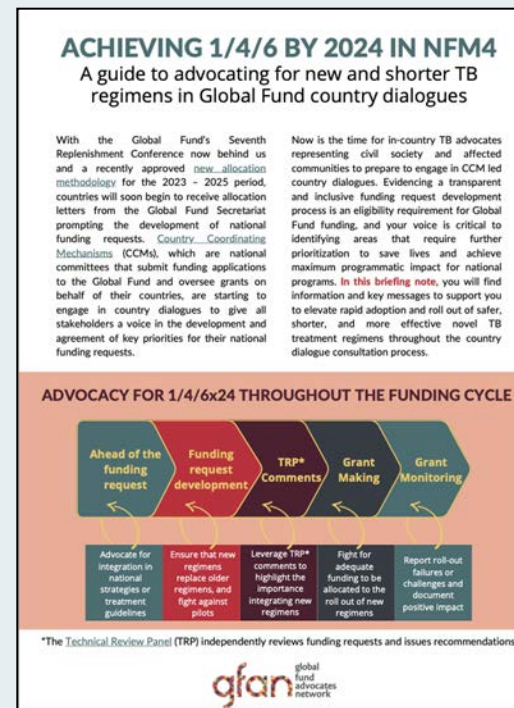 ACHIEVING 1/4/6 BY 2024 IN NFM4
A guide to advocating for new and shorter TB
regimens in Global Fund country dialogues
With the Global Fund's Seventh
Replenishment Conference now behind us
and a recently approved new allocation
methodology for the 2023 – 2025 period,
countries will soon begin to receive allocation
letters from the Global Fund Secretariat
prompting the development of national
funding requests. Country Coordinating
Mechanisms (CCMs), which are national
committees that submit funding applications
to the Global Fund and oversee grants on
behalf of their countries, are starting to
engage in country dialogues to give all
stakeholders a voice in the development and
agreement of key priorities for their national
funding requests.
Now is the time for in-country TB advocates
representing civil society and affected
communities to prepare to engage in CCM led
country dialogues. Evidencing a transparent
and inclusive funding request development
process is an eligibility requirement for Global
Fund funding, and your voice is critical to
identifying areas that require further
prioritization to save lives and achieve
maximum programmatic impact for national
programs. In this briefing note, you will find
information and key messages to support you
to elevate rapid adoption and roll out of safer,
shorter, and more effective novel TB
treatment regimens throughout the country
dialogue consultation process.
ADVOCACY FOR 1/4/6x24 THROUGHOUT THE FUNDING CYCLE
Ahead of the
funding
request
Funding
request
development
TRP*
Comments
Grant
Making
Grant
Monitoring
Advocate for
integration in
national
strategies or
treatment
guidelines
Ensure that new
regimens
replace older
regimens, and
fight against
pilots
Leverage TRP*
comments to
highlight the
importance
integrating new
regimens
Fight for
adequate
funding to be
allocated to the
roll out of new
regimens
Report roll-out
failures or
challenges and
document
positive impact
*The Technical Review Panel (TRP) independently reviews funding requests and issues recommendations
gfan
global
fund
advocates
network